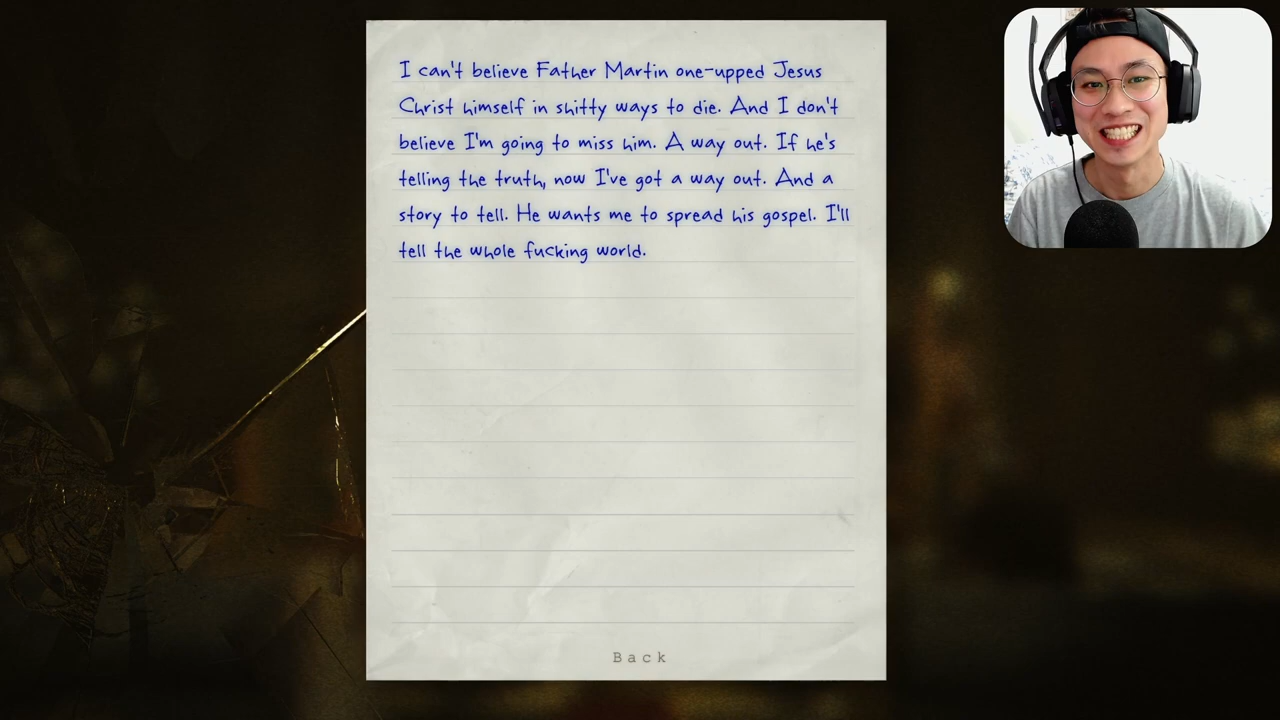 I can't believe Father Martin one-upped Jesus
Christ himself in shitty ways to die. And I don't
believe I'm going to miss him. A way out. If he's
telling the truth, now I've got a way out. And a
story to tell. He wants me to spread his gospel. I'll
tell the whole fucking world.
Back